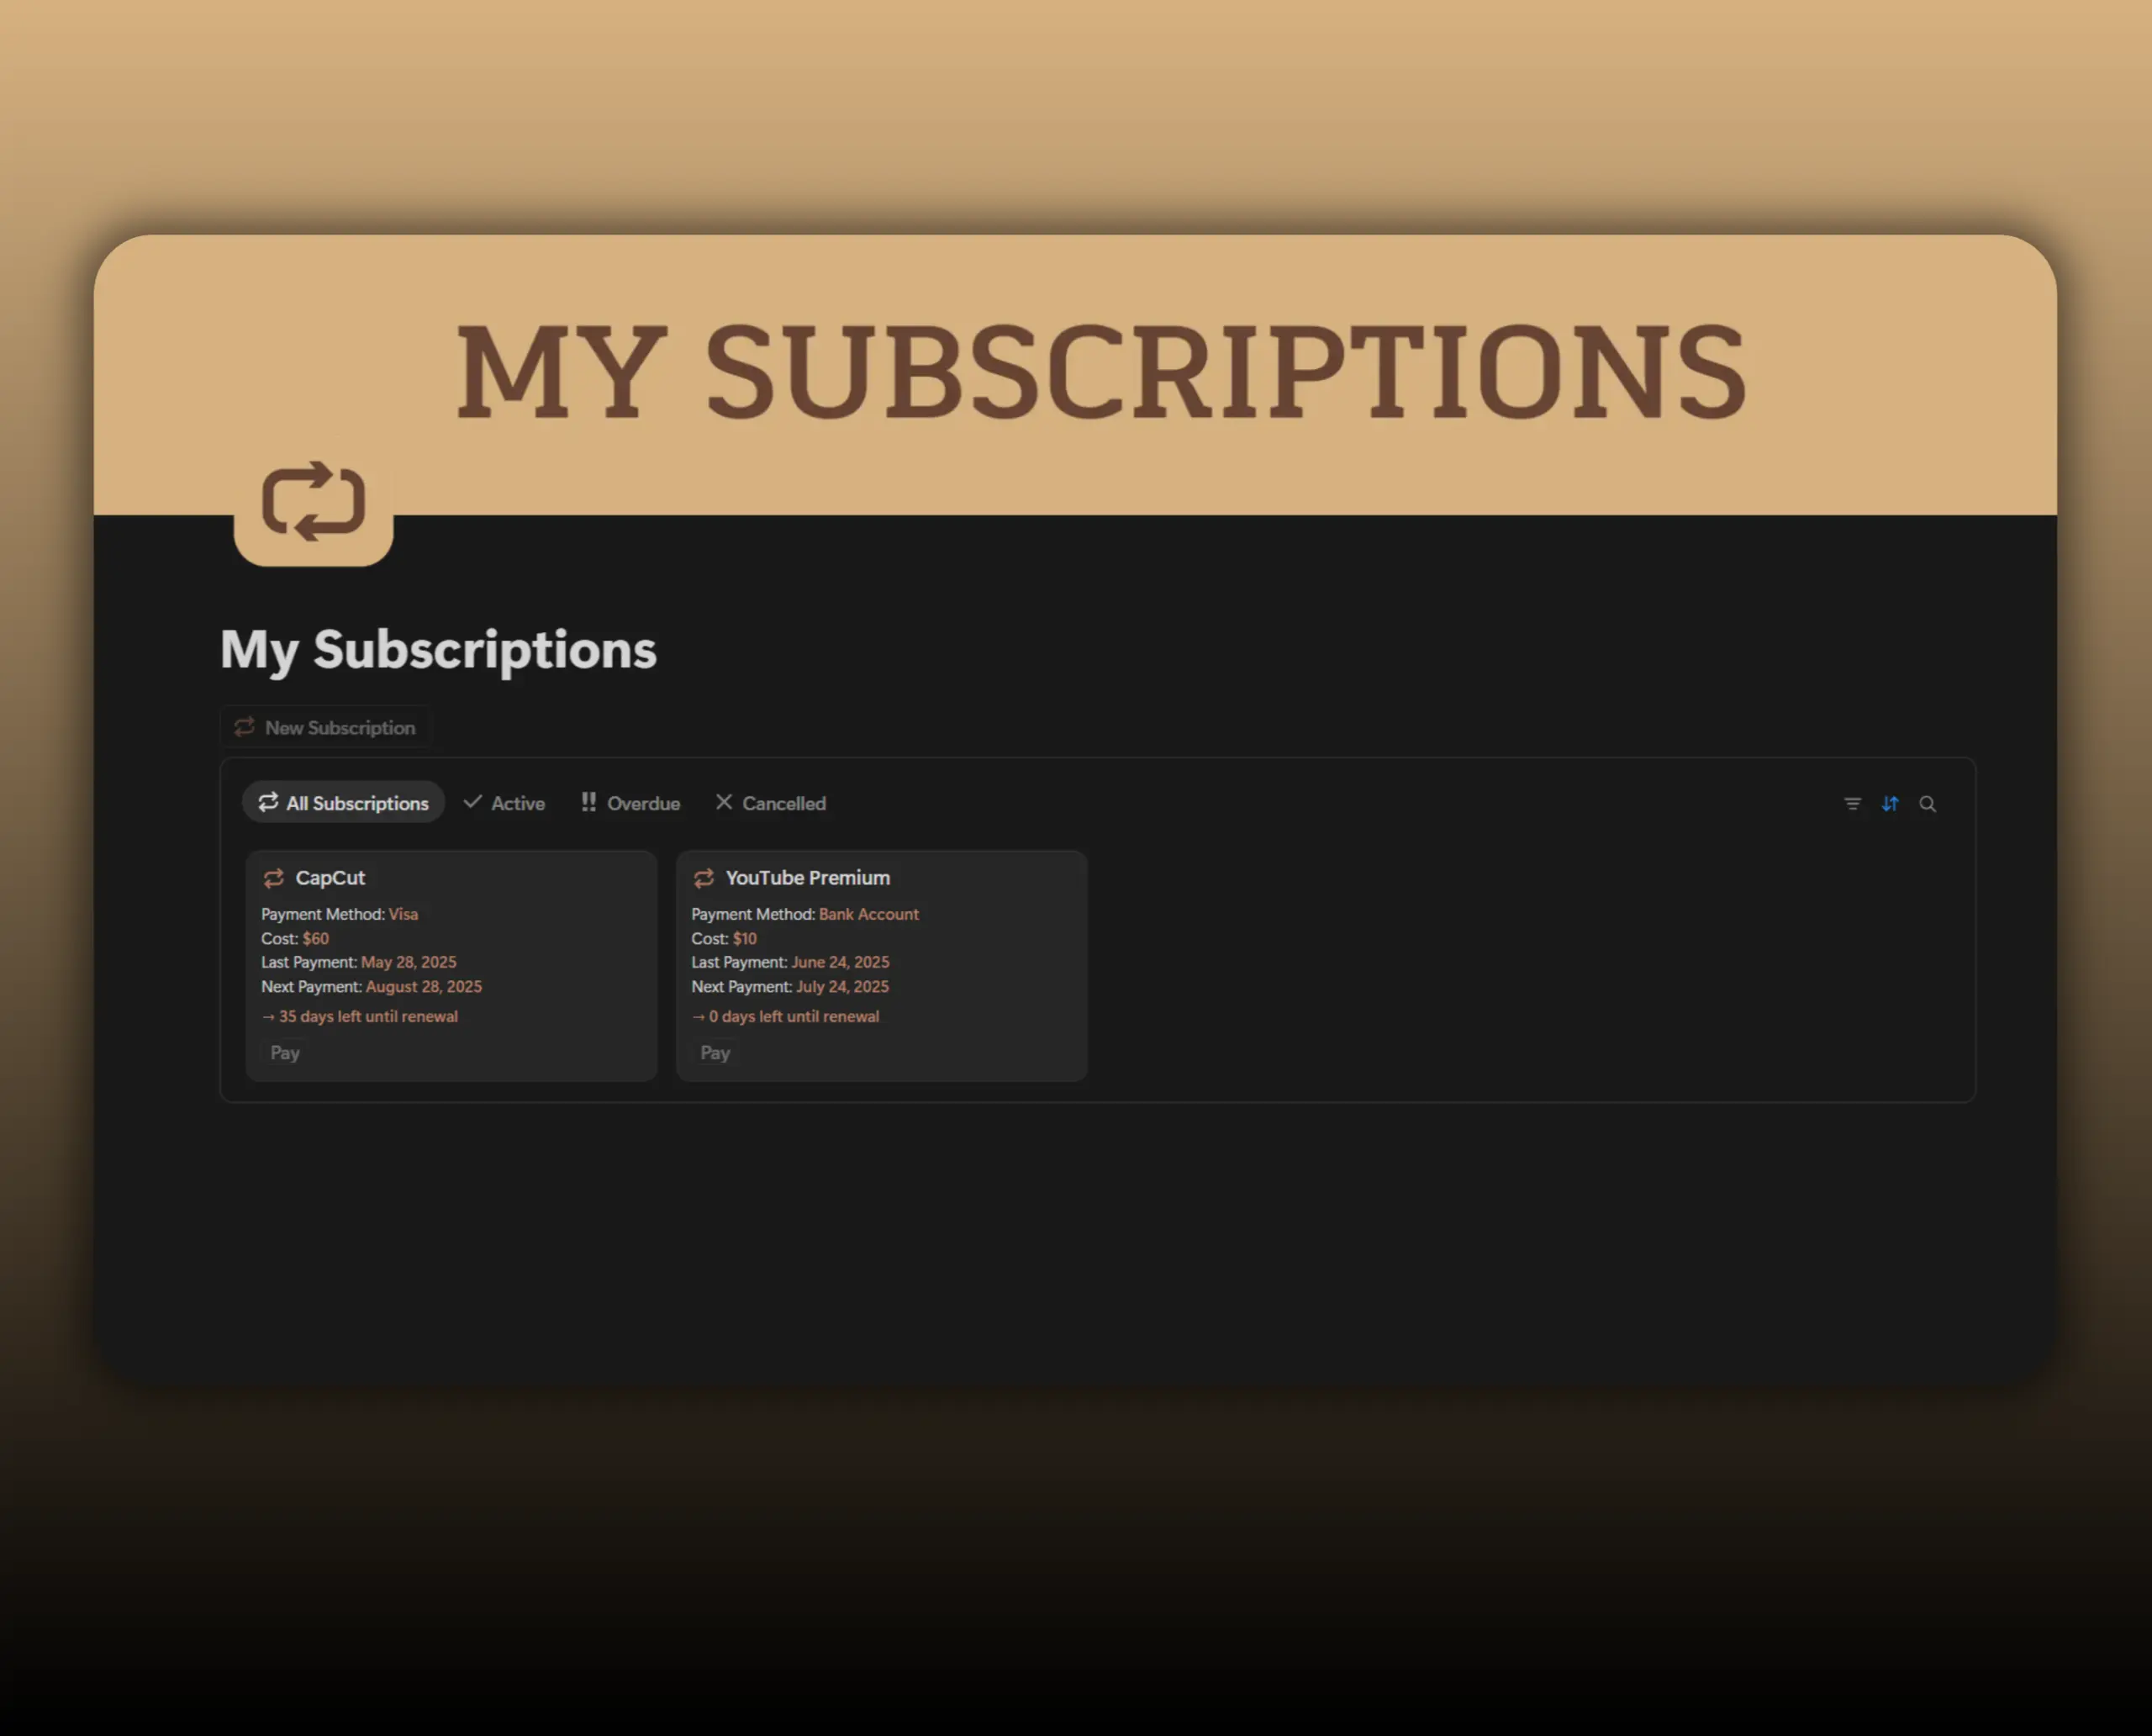 MY SUBSCRIPTIONS
My Subscriptions
New Subscription
All Subscriptions Active Overdue Cancelled
CapCut
Payment Method: Visa
Cost: $60
Last Payment: May 28, 2025
Next Payment: August 28, 2025
→ 35 days left until renewal
Pay
YouTube Premium
Payment Method: Bank Account
Cost: $10
Last Payment: June 24, 2025
Next Payment: July 24, 2025
→ 0 days left until renewal
Pay